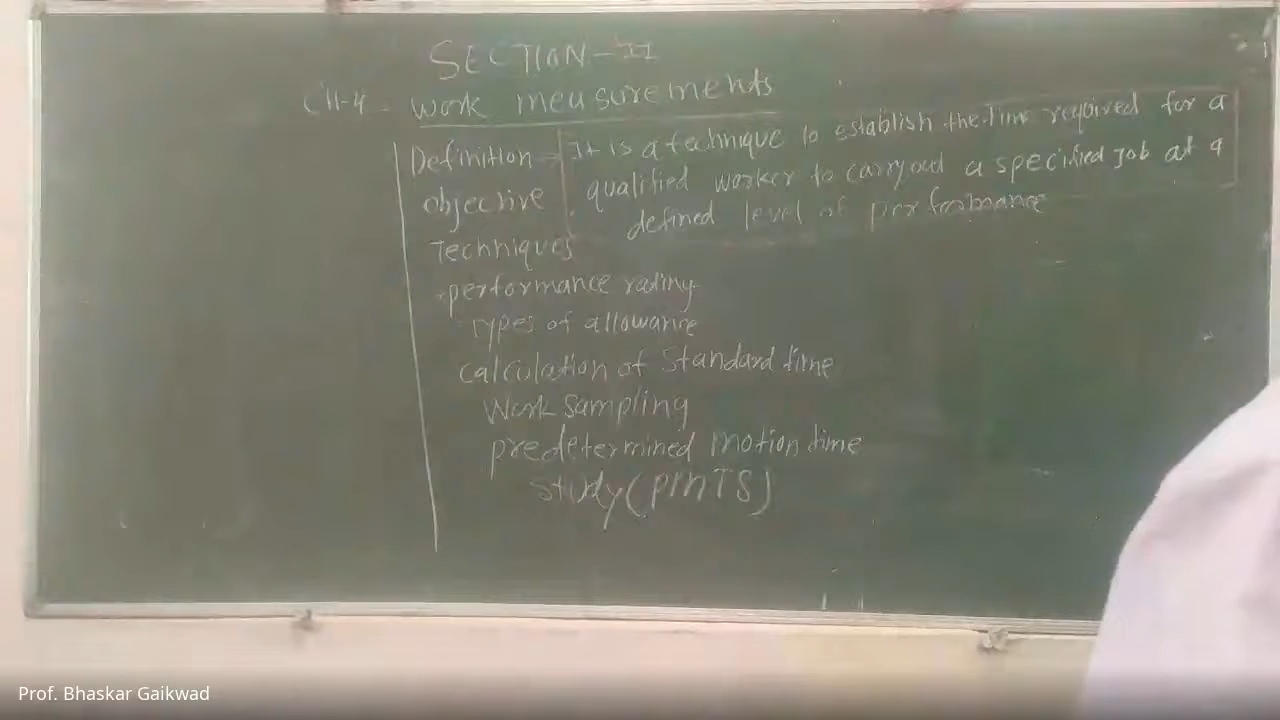 SECTION-II
CH-4 - Work measurements
Definition → It is a technique to establish the time required for a
qualified worker to carryout a specified Job at a
defined level of performance
objective
Techniques
performance rating
Types of allowance
calculation of standard time
Work sampling
predetermined motion time
study (PMTS)
Prof. Bhaskar Gaikwad